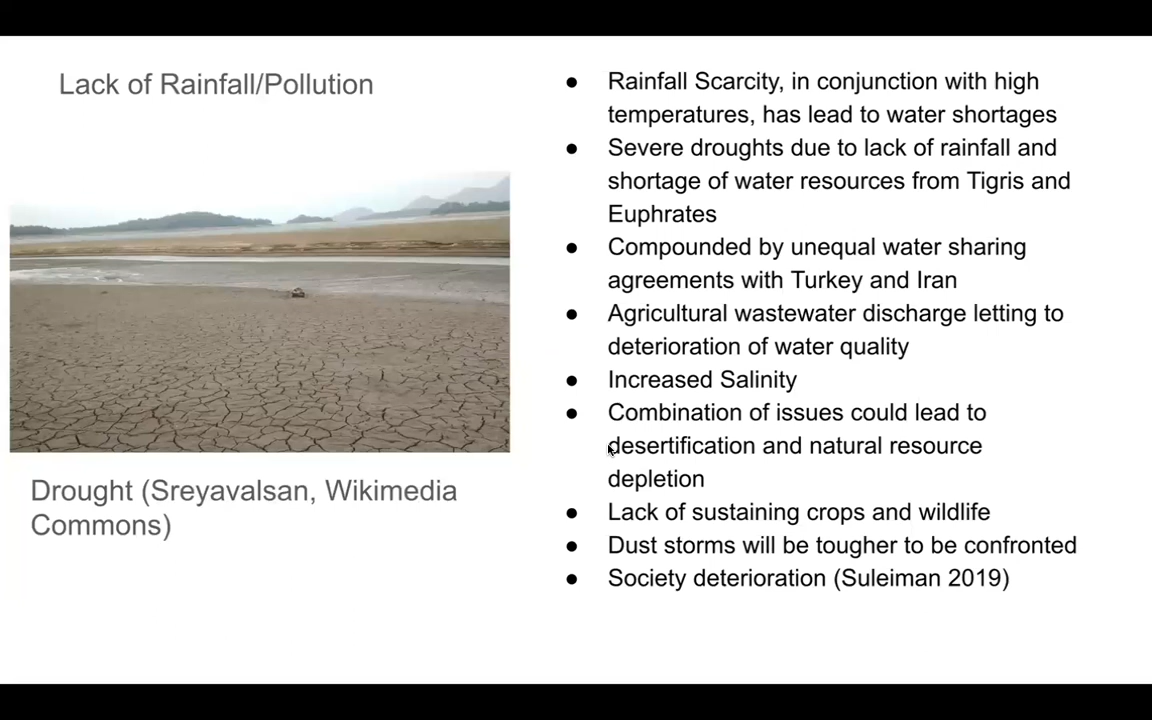 Lack of Rainfall/Pollution
Drought (Sreyavalsan, Wikimedia
Commons)
● Rainfall Scarcity, in conjunction with high
temperatures, has lead to water shortages
● Severe droughts due to lack of rainfall and
shortage of water resources from Tigris and
Euphrates
● Compounded by unequal water sharing
agreements with Turkey and Iran
● Agricultural wastewater discharge letting to
deterioration of water quality
● Increased Salinity
● Combination of issues could lead to
desertification and natural resource
depletion
● Lack of sustaining crops and wildlife
● Dust storms will be tougher to be confronted
● Society deterioration (Suleiman 2019)